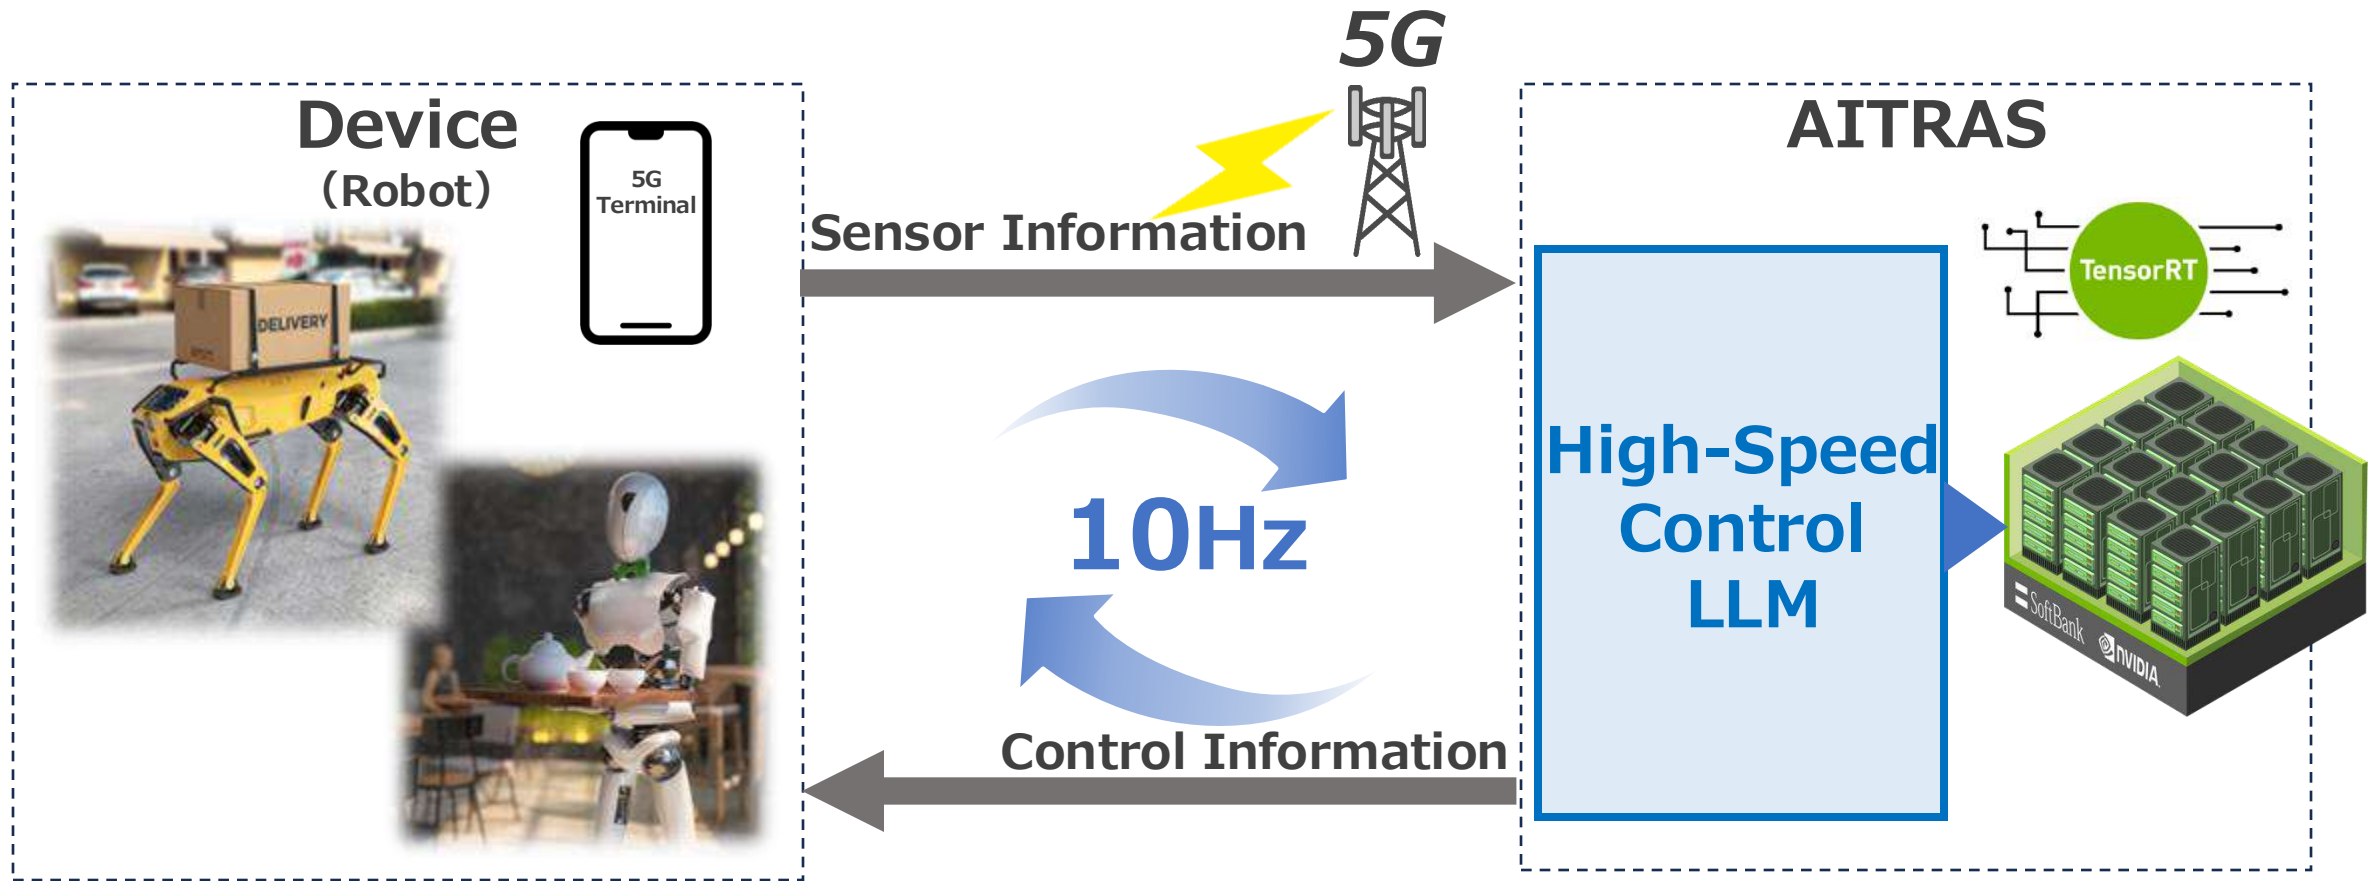 5G
Device
（Robot）
5G
Terminal
Sensor Information
DELIVERY
10Hz
Control Information
AITRAS
TensorRT
High-Speed
Control
LLM
SoftBank
NVIDIA